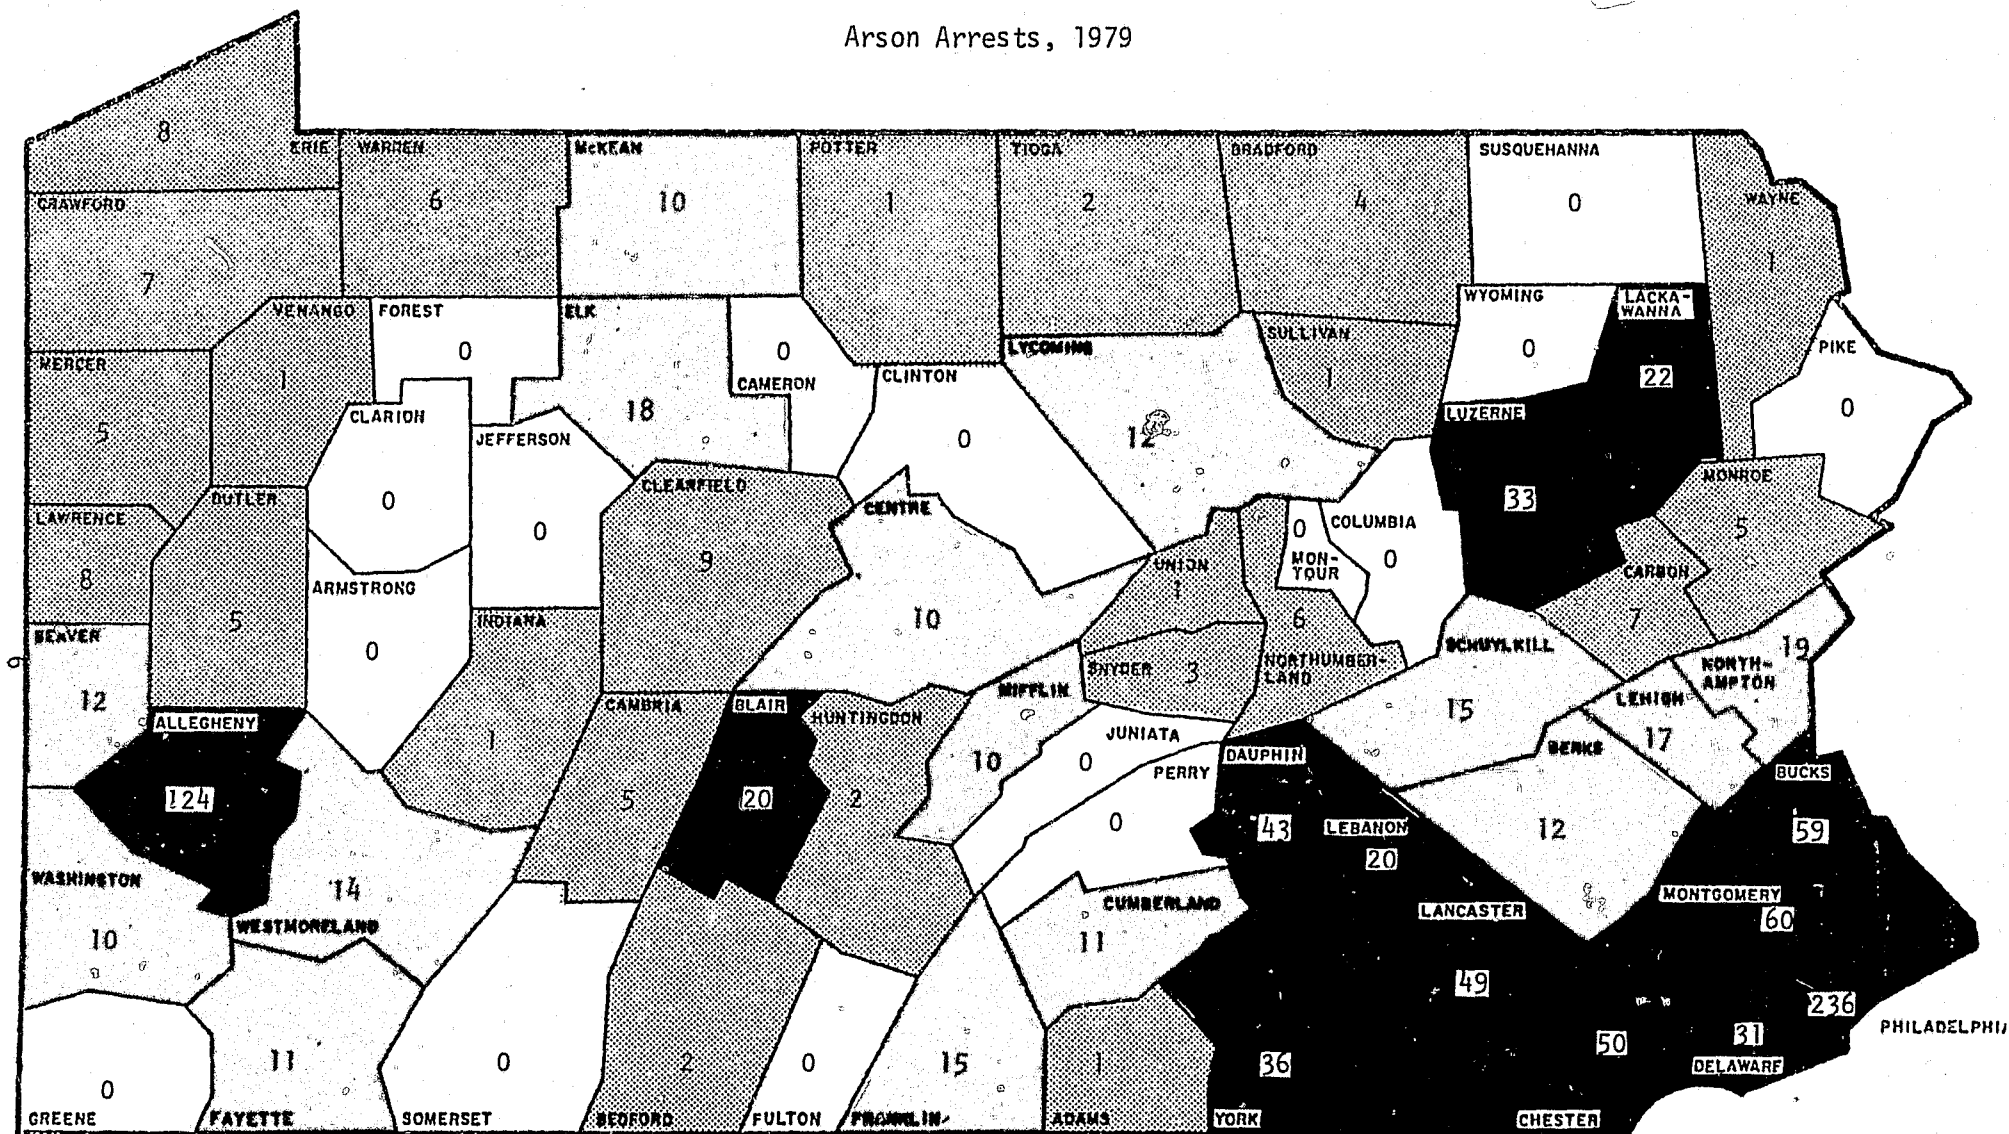 Arson Arrests, 1979
8
ERIE
WARREN
6
McKEAN
10
POTTER
1
TIOGA
2
BRADFORD
4
SUSQUEHANNA
0
WAYNE
1
CRAWFORD
7
VENANGO
1
FOREST
0
ELK
18
CAMERON
0
CLINTON
0
LYCOMING
12
SULLIVAN
1
WYOMING
0
LACKA-
WANNA
22
PIKE
0
MERCER
5
CLARION
0
JEFFERSON
0
LUZERNE
33
MONROE
5
LAWRENCE
8
BUTLER
5
CLEARFIELD
9
CENTRE
10
UNION
1
0
MON-
TOUR
COLUMBIA
0
CARBON
7
ARMSTRONG
0
INDIANA
1
BEAVER
12
SNYDER
3
6
NORTHUMBER-
LAND
SCHUYLKILL
15
19
NORTH-
AMPTON
LEHIGH
17
9
ALLEGHENY
124
CAMBRIA
5
BLAIR
20
HUNTINGDON
2
MIFFLIN
10
JUNIATA
0
PERRY
0
DAUPHIN
43
LEBANON
20
BERKS
12
BUCKS
59
WASHINGTON
10
14
WESTMORELAND
CUMBERLAND
11
LANCASTER
49
MONTGOMERY
60
236
PHILADELPHI
0
GREENE
11
FAYETTE
0
SOMERSET
2
BEDFORD
0
FULTON
15
FRANKLIN
1
ADAMS
36
YORK
50
CHESTER
31
DELAWARE